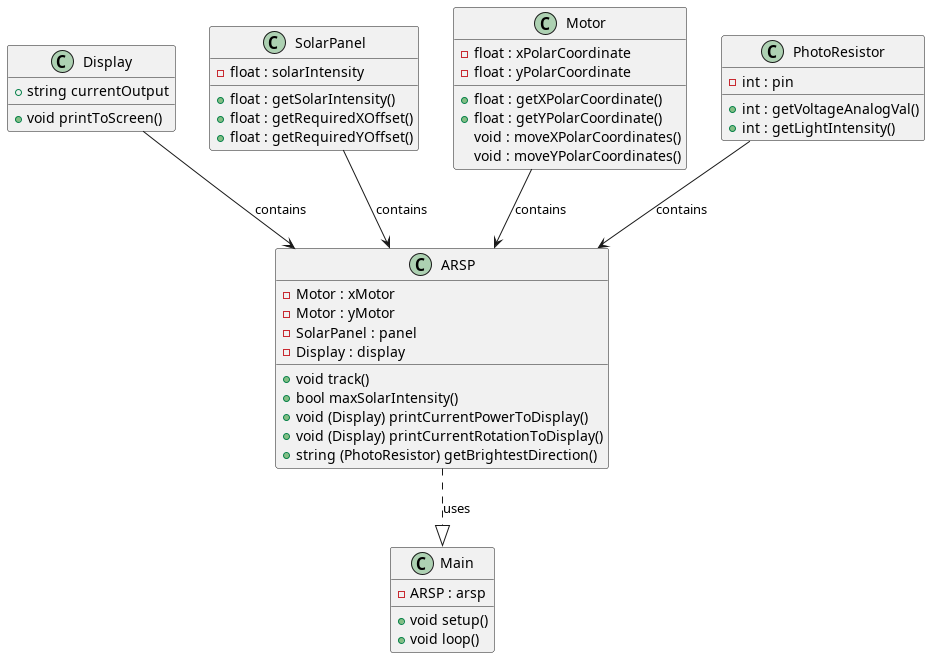 C Display
string currentOutput
void printToScreen()
C SolarPanel
float : solarIntensity
float : getSolarIntensity()
float : getRequiredXOffset()
float : getRequiredYOffset()
C Motor
float : xPolarCoordinate
float : yPolarCoordinate
float : getXPolarCoordinate()
float : getYPolarCoordinate()
void : moveXPolarCoordinates()
void : moveYPolarCoordinates()
C PhotoResistor
int : pin
int : getVoltageAnalogVal()
int : getLightIntensity()
contains
contains
contains
contains
C ARSP
Motor : xMotor
Motor : yMotor
SolarPanel : panel
Display : display
void track()
bool maxSolarIntensity()
void (Display) printCurrentPowerToDisplay()
void (Display) printCurrentRotationToDisplay()
string (PhotoResistor) getBrightestDirection()
uses
C Main
ARSP : arsp
void setup()
void loop()